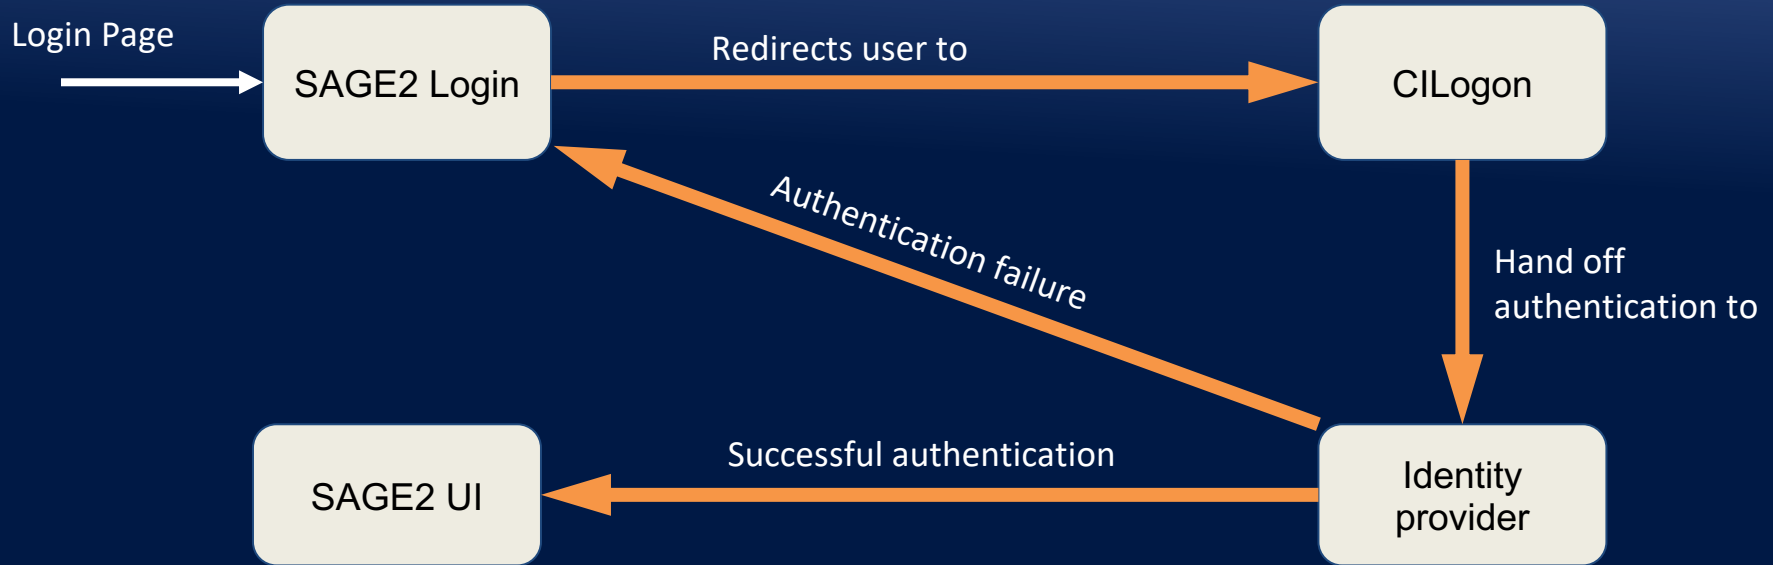 Login Page
SAGE2 Login
Redirects user to
CILogon
Authentication failure
Hand off
authentication to
SAGE2 UI
Successful authentication
Identity
provider